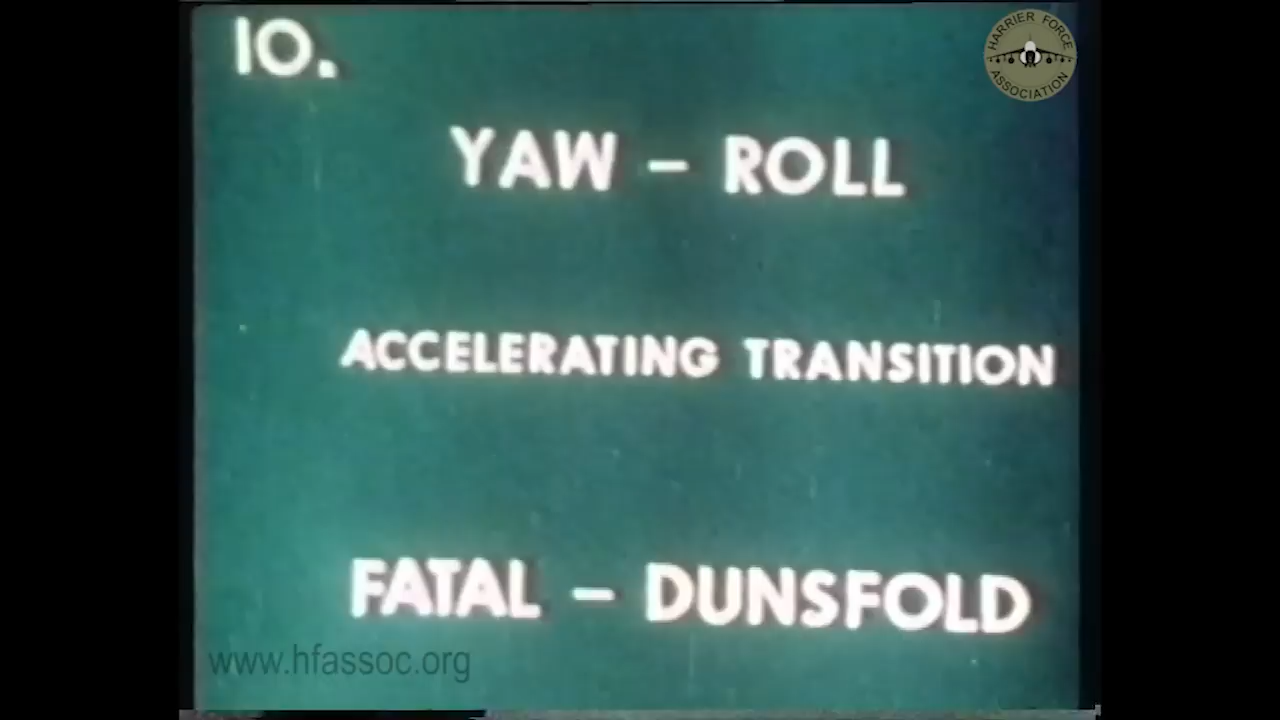 HARRIER FORCE
ASSOCIATION
10.
YAW – ROLL
ACCELERATING TRANSITION
FATAL – DUNSFOLD
www.hfassoc.org